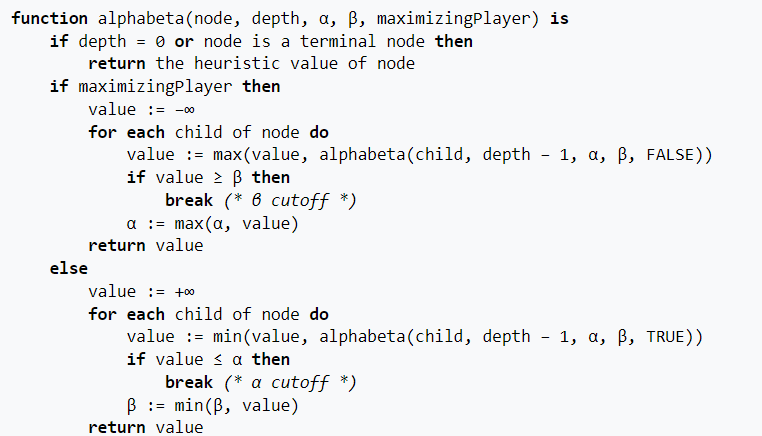 function alphabeta(node, depth, α, β, maximizingPlayer) is
    if depth = 0 or node is a terminal node then
        return the heuristic value of node
    if maximizingPlayer then
        value := −∞
        for each child of node do
            value := max(value, alphabeta(child, depth − 1, α, β, FALSE))
            if value ≥ β then
                break (* β cutoff *)
            α := max(α, value)
        return value
    else
        value := +∞
        for each child of node do
            value := min(value, alphabeta(child, depth − 1, α, β, TRUE))
            if value ≤ α then
                break (* α cutoff *)
            β := min(β, value)
        return value